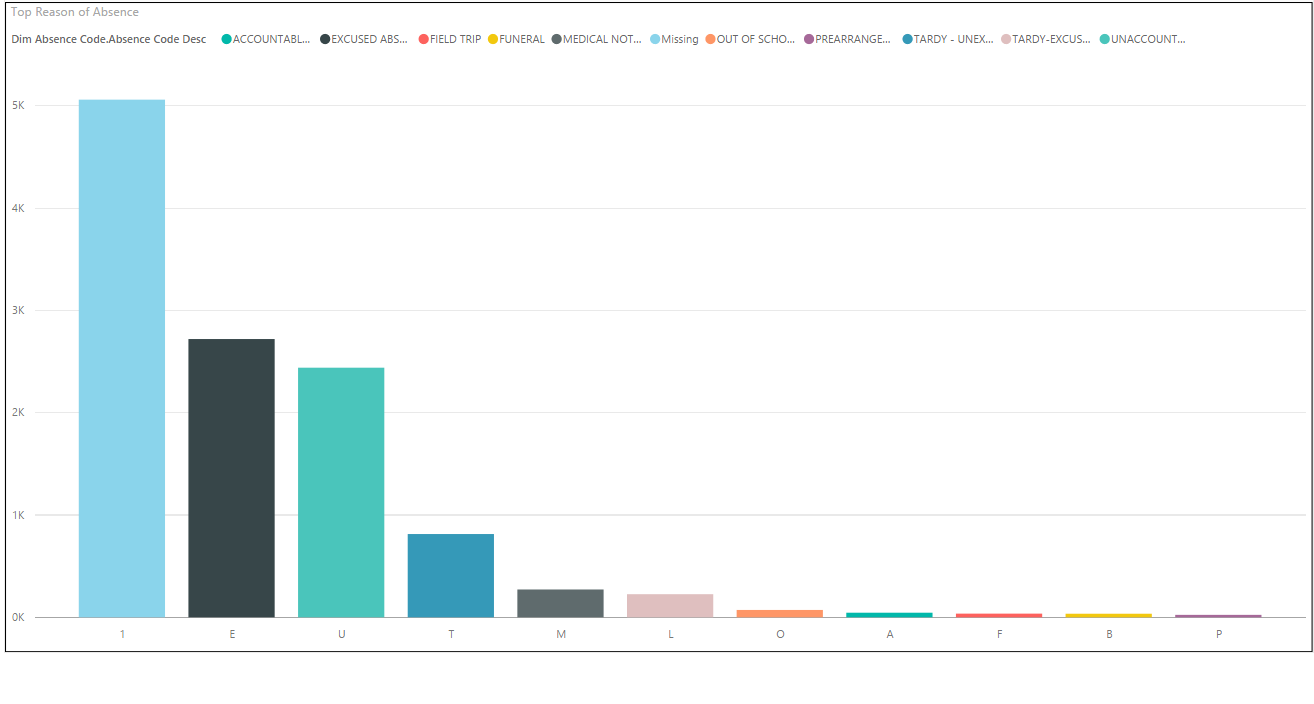 Top Reason of Absence
Dim Absence Code.Absence Code Desc ACCOUNTABL... EXCUSED ABS... FIELD TRIP FUNERAL MEDICAL NOT... Missing OUT OF SCHO... PREARRANGE... TARDY - UNEX... TARDY-EXCUS... UNACCOUNT...
5K
4K
3K
2K
1K
0K
1 E U T M L O A F B P